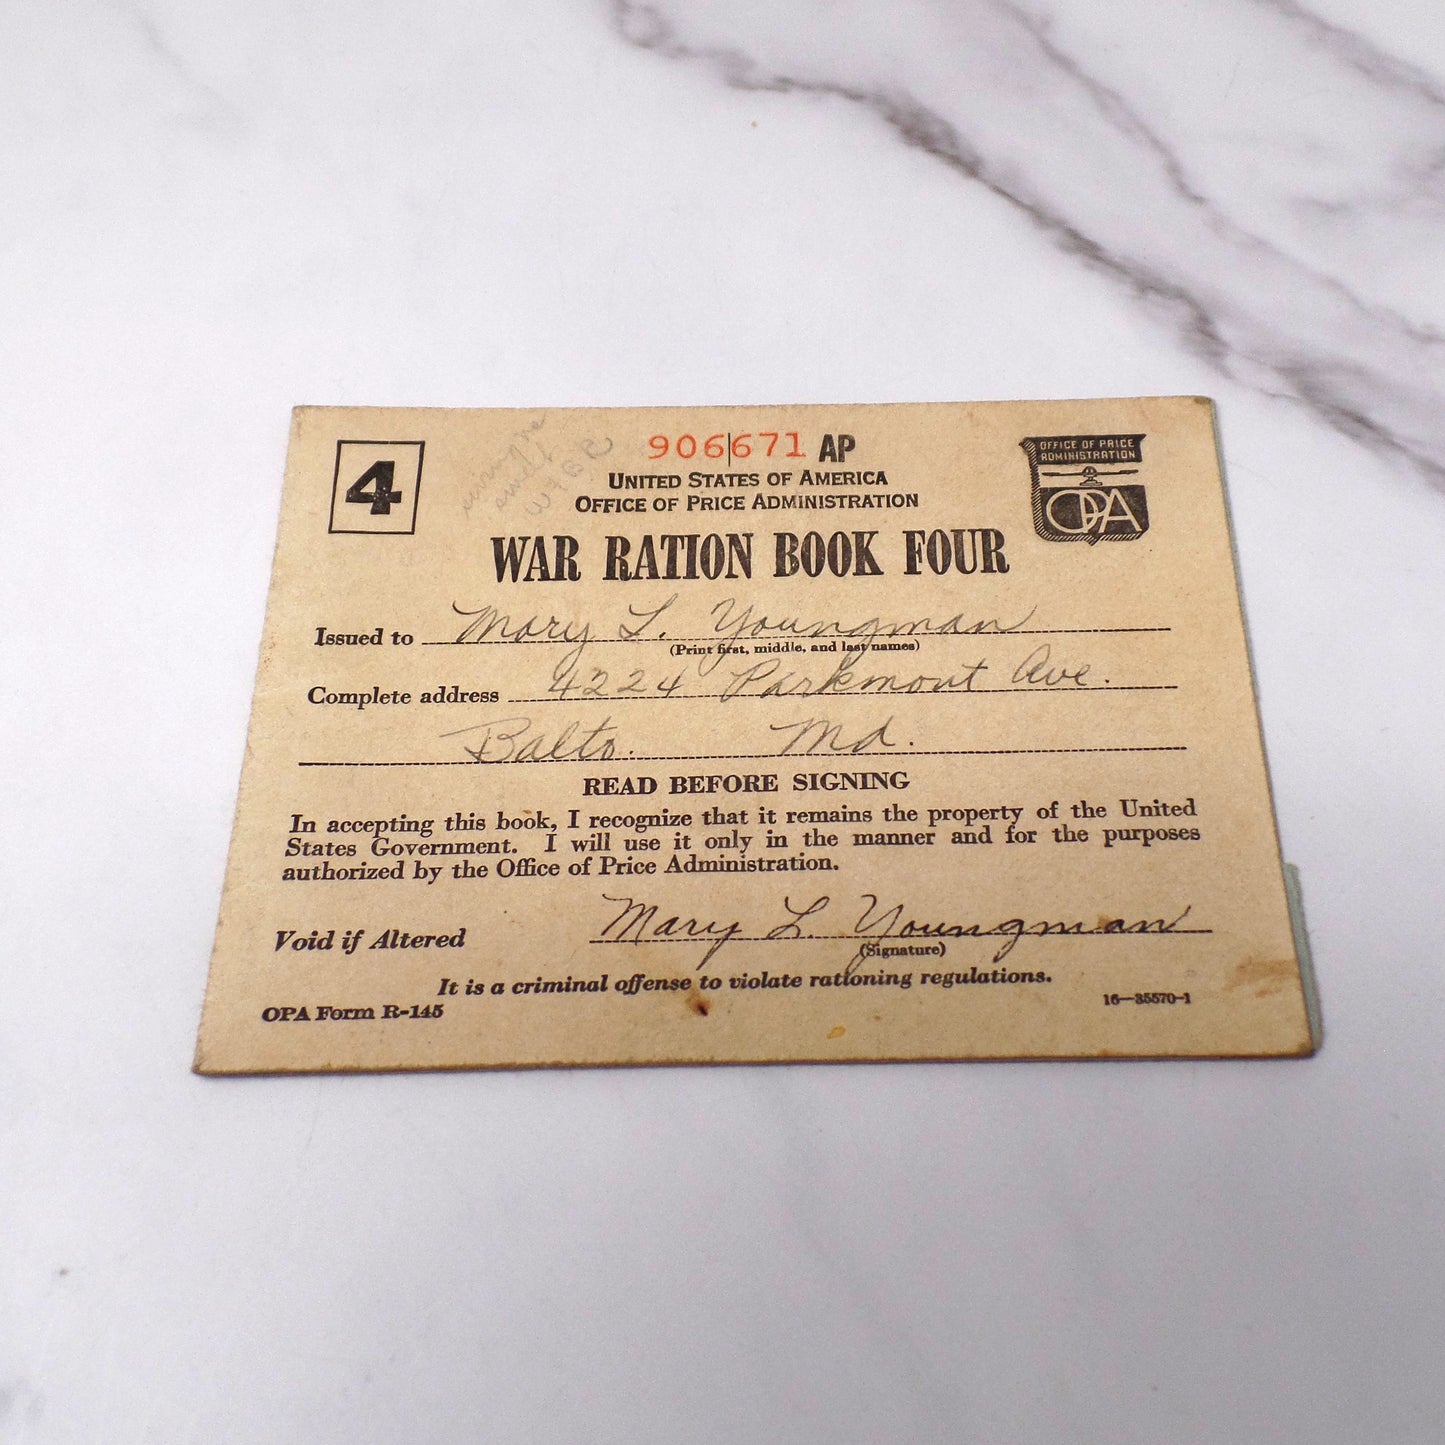 4
906671 AP
OFFICE OF PRICE
ADMINISTRATION
OPA
UNITED STATES OF AMERICA
OFFICE OF PRICE ADMINISTRATION
WAR RATION BOOK FOUR
Issued to Mary L. Youngman
(Print first, middle, and last names)
Complete address 4224 Parkmont Ave.
Balto. Md.
READ BEFORE SIGNING
In accepting this book, I recognize that it remains the property of the United
States Government. I will use it only in the manner and for the purposes
authorized by the Office of Price Administration.
Void if Altered Mary L. Youngman
(Signature)
It is a criminal offense to violate rationing regulations.
OPA Form R-145 16—35570-1